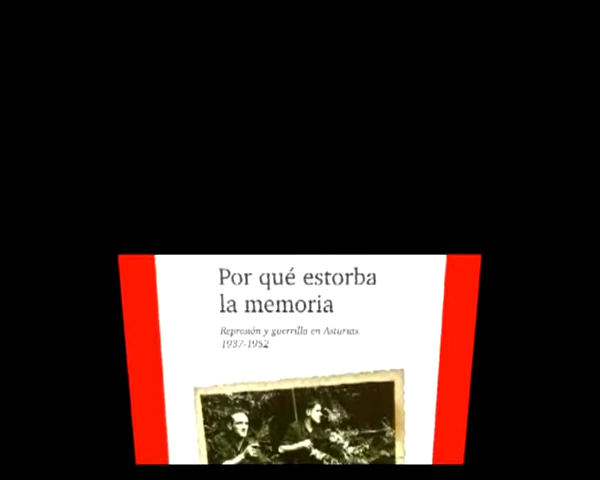 Por qué estorba
la memoria
Represión y guerrilla en Asturias.
1937-1952